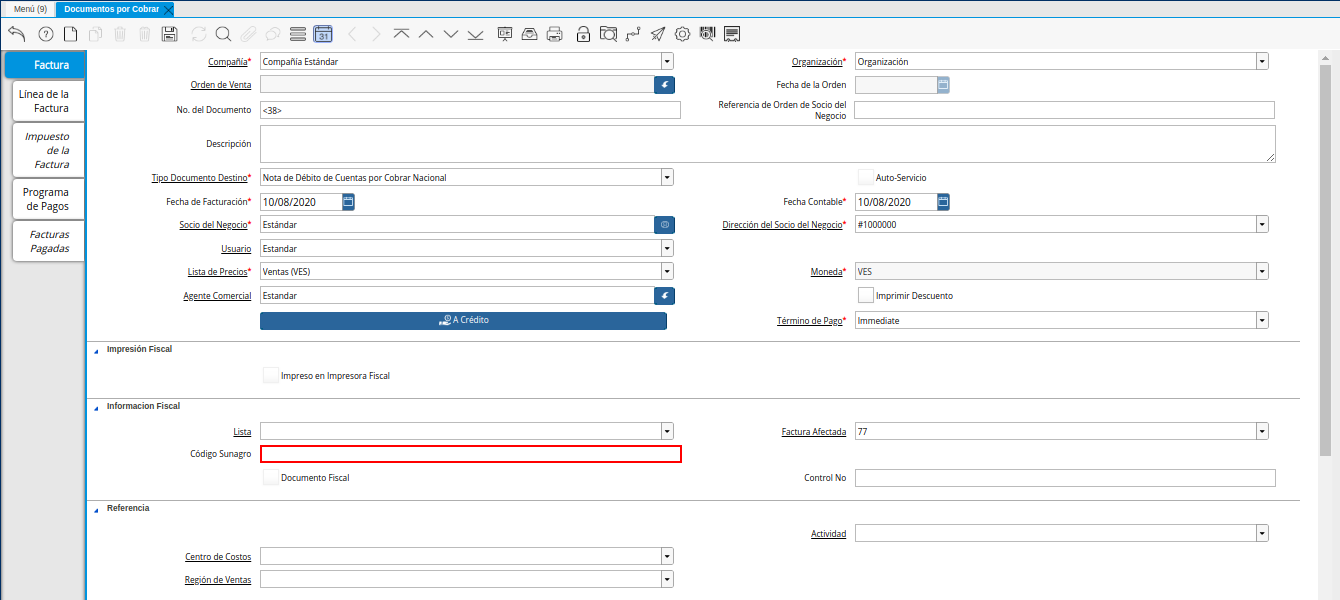 Menú (9) Documentos por Cobrar
31
Factura
Línea de la
Factura
Impuesto
de la
Factura
Programa
de Pagos
Facturas
Pagadas
Compañía* Compañía Estándar Organización* Organización
Orden de Venta Fecha de la Orden
No. del Documento <38> Referencia de Orden de Socio del
Negocio
Descripción
Tipo Documento Destino* Nota de Débito de Cuentas por Cobrar Nacional Auto-Servicio
Fecha de Facturación* 10/08/2020 Fecha Contable* 10/08/2020
Socio del Negocio* Estándar Dirección del Socio del Negocio* #1000000
Usuario Estandar
Lista de Precios* Ventas (VES) Moneda* VES
Agente Comercial Estandar Imprimir Descuento
A Crédito Término de Pago* Immediate
Impresión Fiscal
Impreso en Impresora Fiscal
Informacion Fiscal
Lista Factura Afectada 77
Código Sunagro
Documento Fiscal Control No
Referencia
Actividad
Centro de Costos
Región de Ventas